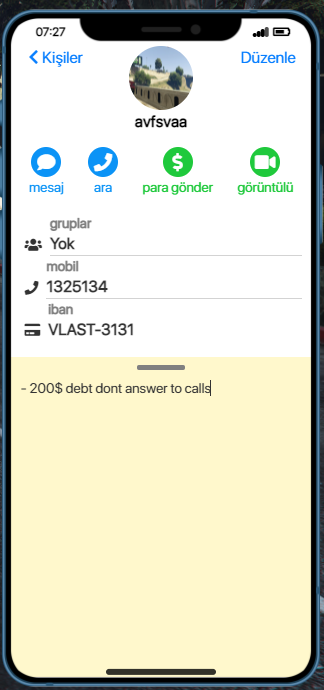 07:27
Kişiler
Düzenle
avfsvaa
mesaj
ara
para gönder
görüntülü
gruplar
Yok
mobil
1325134
iban
VLAST-3131
- 200$ debt dont answer to calls